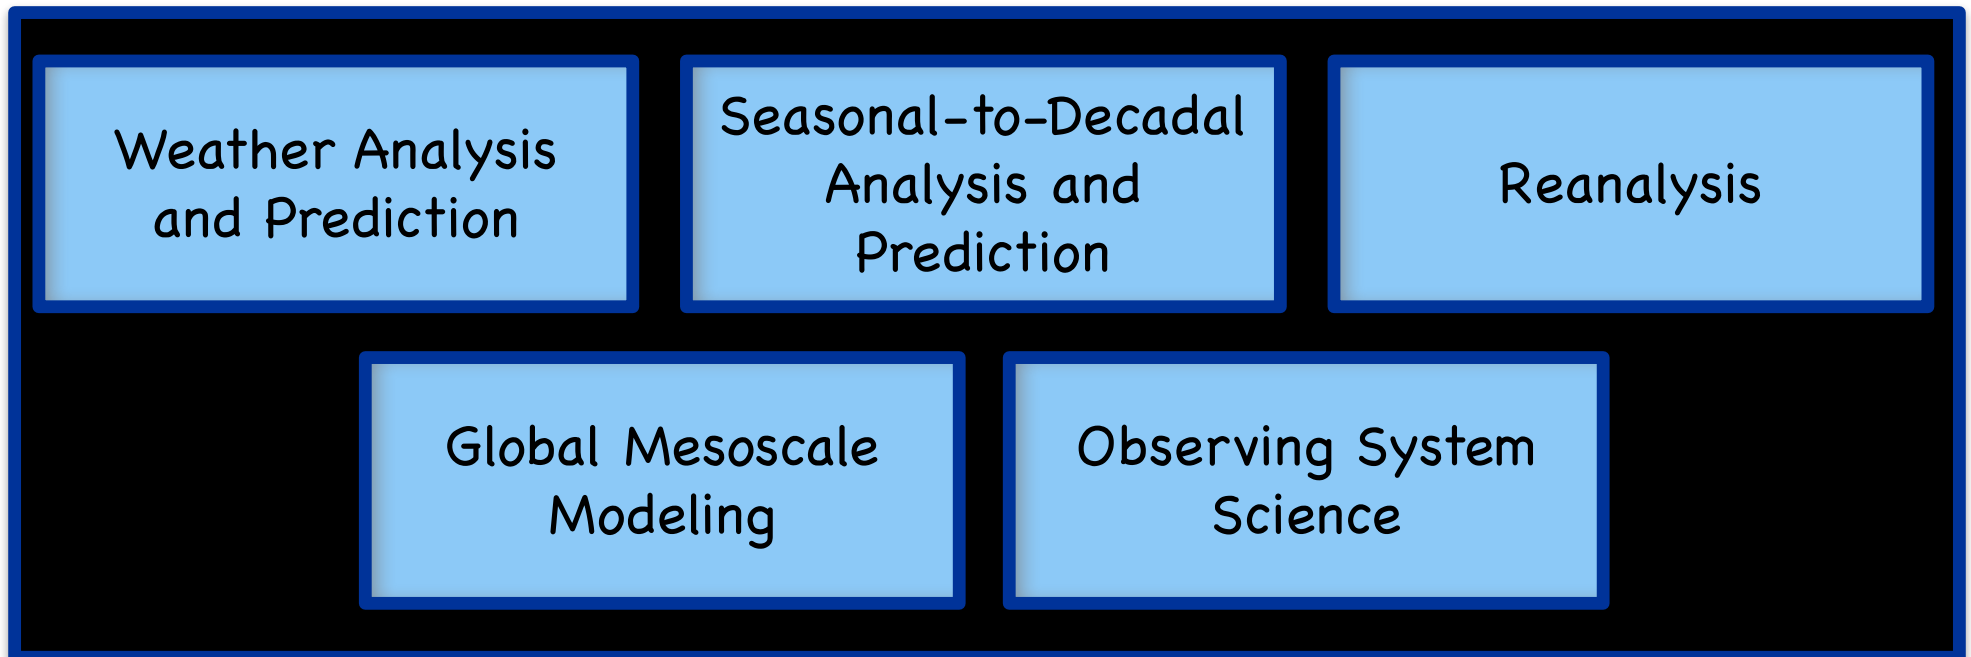 Weather Analysis
and Prediction
Seasonal-to-Decadal
Analysis and
Prediction
Reanalysis
Global Mesoscale
Modeling
Observing System
Science